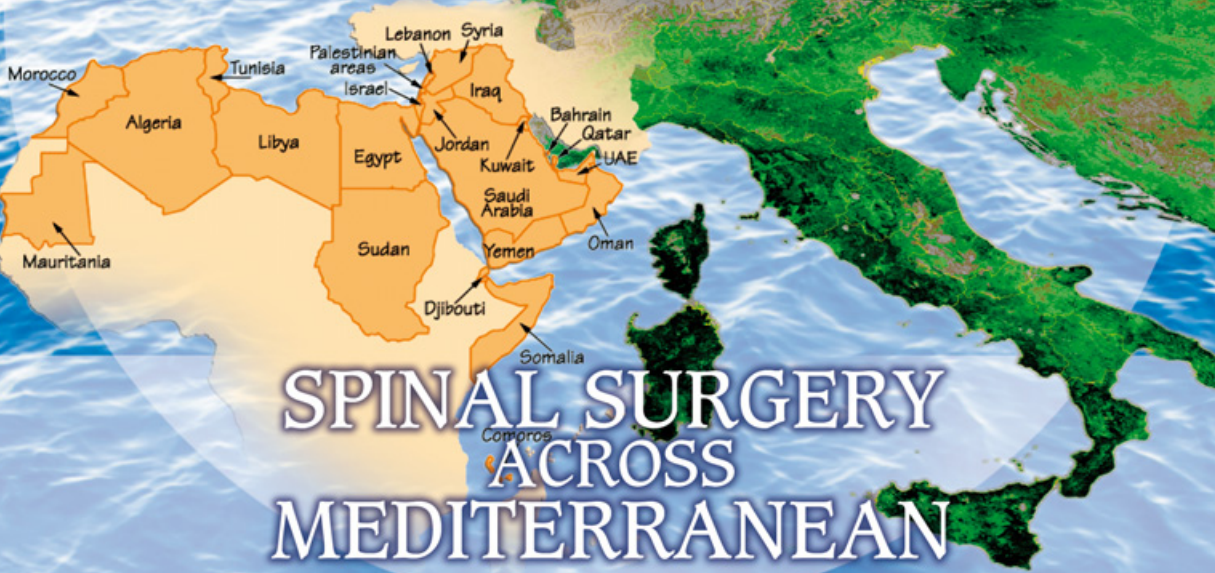 Lebanon
Syria
Palestinian
areas
Israel
Morocco
Tunisia
Algeria
Libya
Egypt
Iraq
Jordan
Kuwait
Bahrain
Qatar
UAE
Saudi
Arabia
Oman
Yemen
Sudan
Mauritania
Djibouti
Somalia
Comoros
SPINAL SURGERY
ACROSS
MEDITERRANEAN